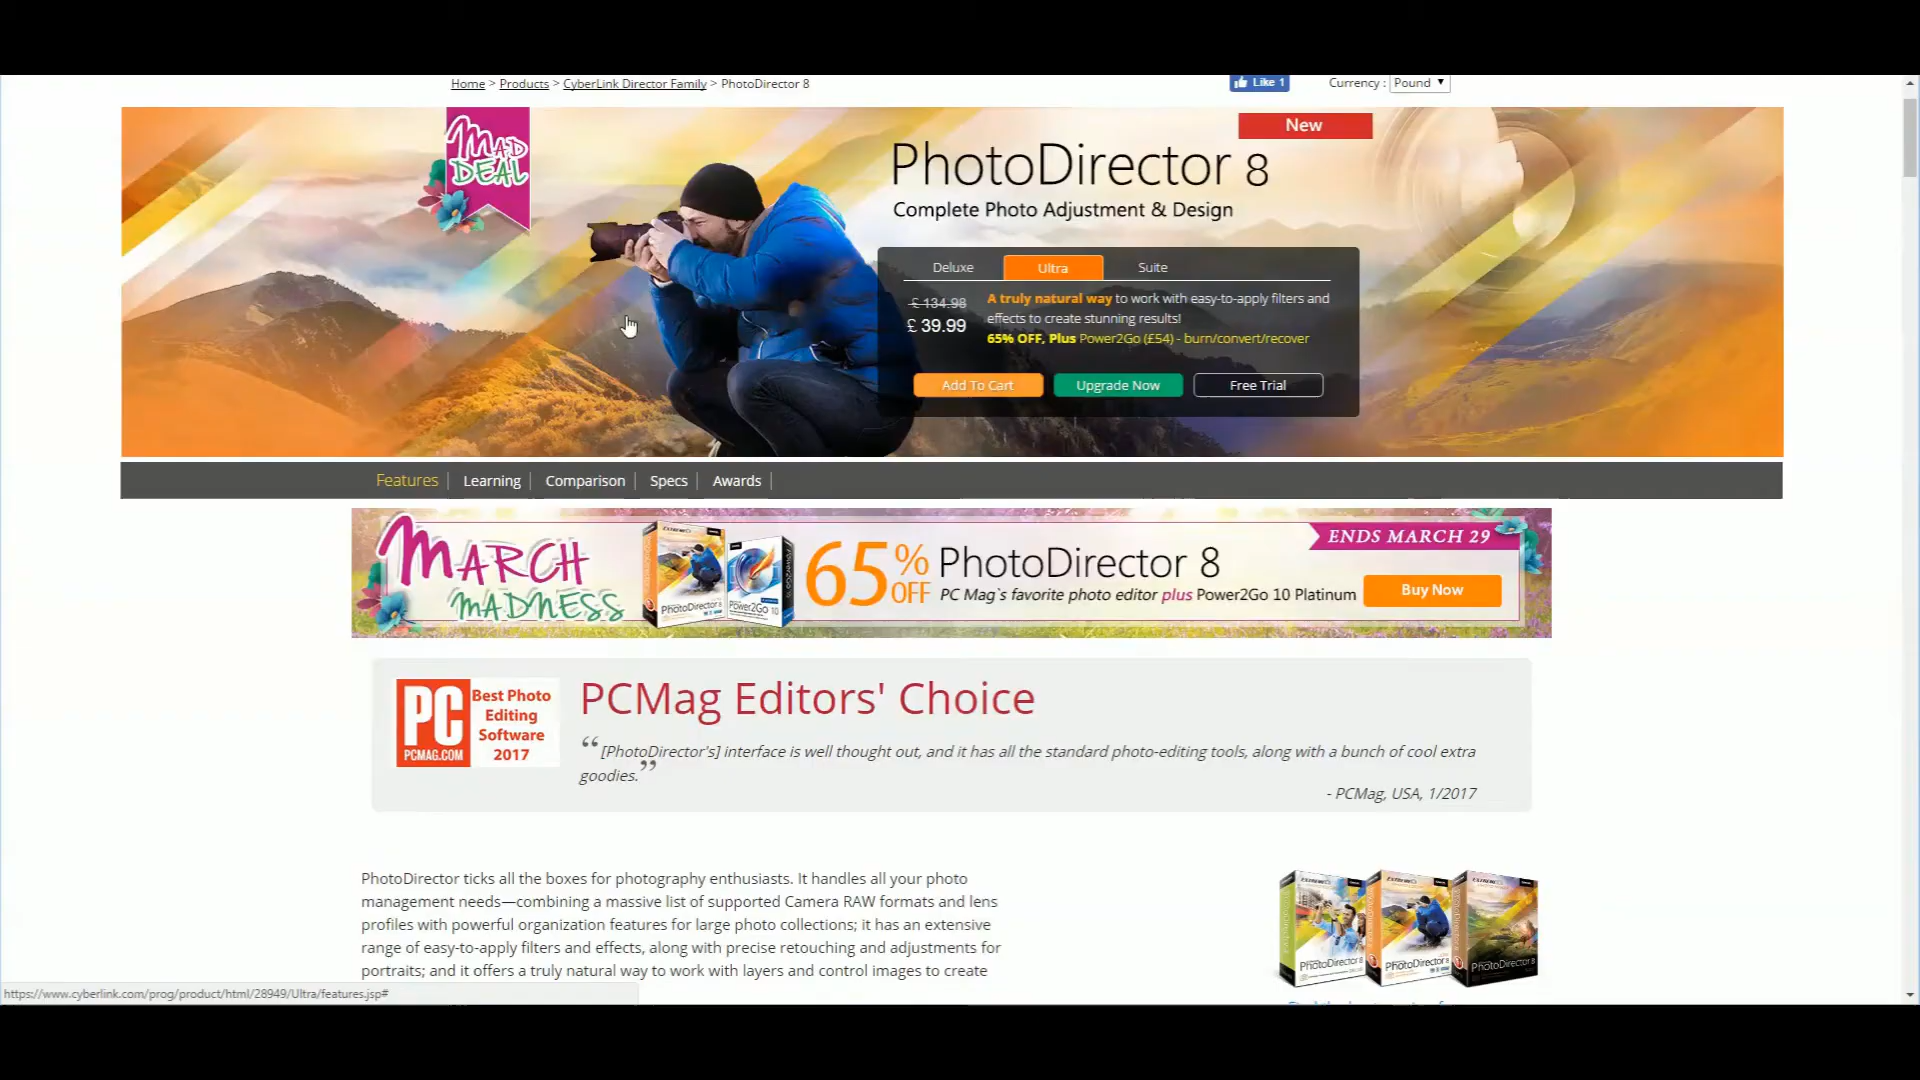 Home > Products > CyberLink Director Family > PhotoDirector 8
Like 1
Currency : Pound
MAD
DEAL
New
PhotoDirector 8
Complete Photo Adjustment & Design
Deluxe
Ultra
Suite
£ 134.98
£ 39.99
A truly natural way to work with easy-to-apply filters and
effects to create stunning results!
65% OFF, Plus Power2Go (£54) - burn/convert/recover
Add To Cart
Upgrade Now
Free Trial
Features
Learning
Comparison
Specs
Awards
MARCH
MADNESS
PhotoDirector 8
Power2Go 10
65% OFF
PhotoDirector 8
PC Mag`s favorite photo editor plus Power2Go 10 Platinum
ENDS MARCH 29
Buy Now
PC
PCMAG.COM
Best Photo
Editing
Software
2017
PCMag Editors' Choice
“[PhotoDirector's] interface is well thought out, and it has all the standard photo-editing tools, along with a bunch of cool extra
goodies.”
- PCMag, USA, 1/2017
PhotoDirector ticks all the boxes for photography enthusiasts. It handles all your photo
management needs—combining a massive list of supported Camera RAW formats and lens
profiles with powerful organization features for large photo collections; it has an extensive
range of easy-to-apply filters and effects, along with precise retouching and adjustments for
portraits; and it offers a truly natural way to work with layers and control images to create
PhotoDirector 8
PhotoDirector 8
PhotoDirector 8
https://www.cyberlink.com/prog/product/html/28949/Ultra/features.jsp#